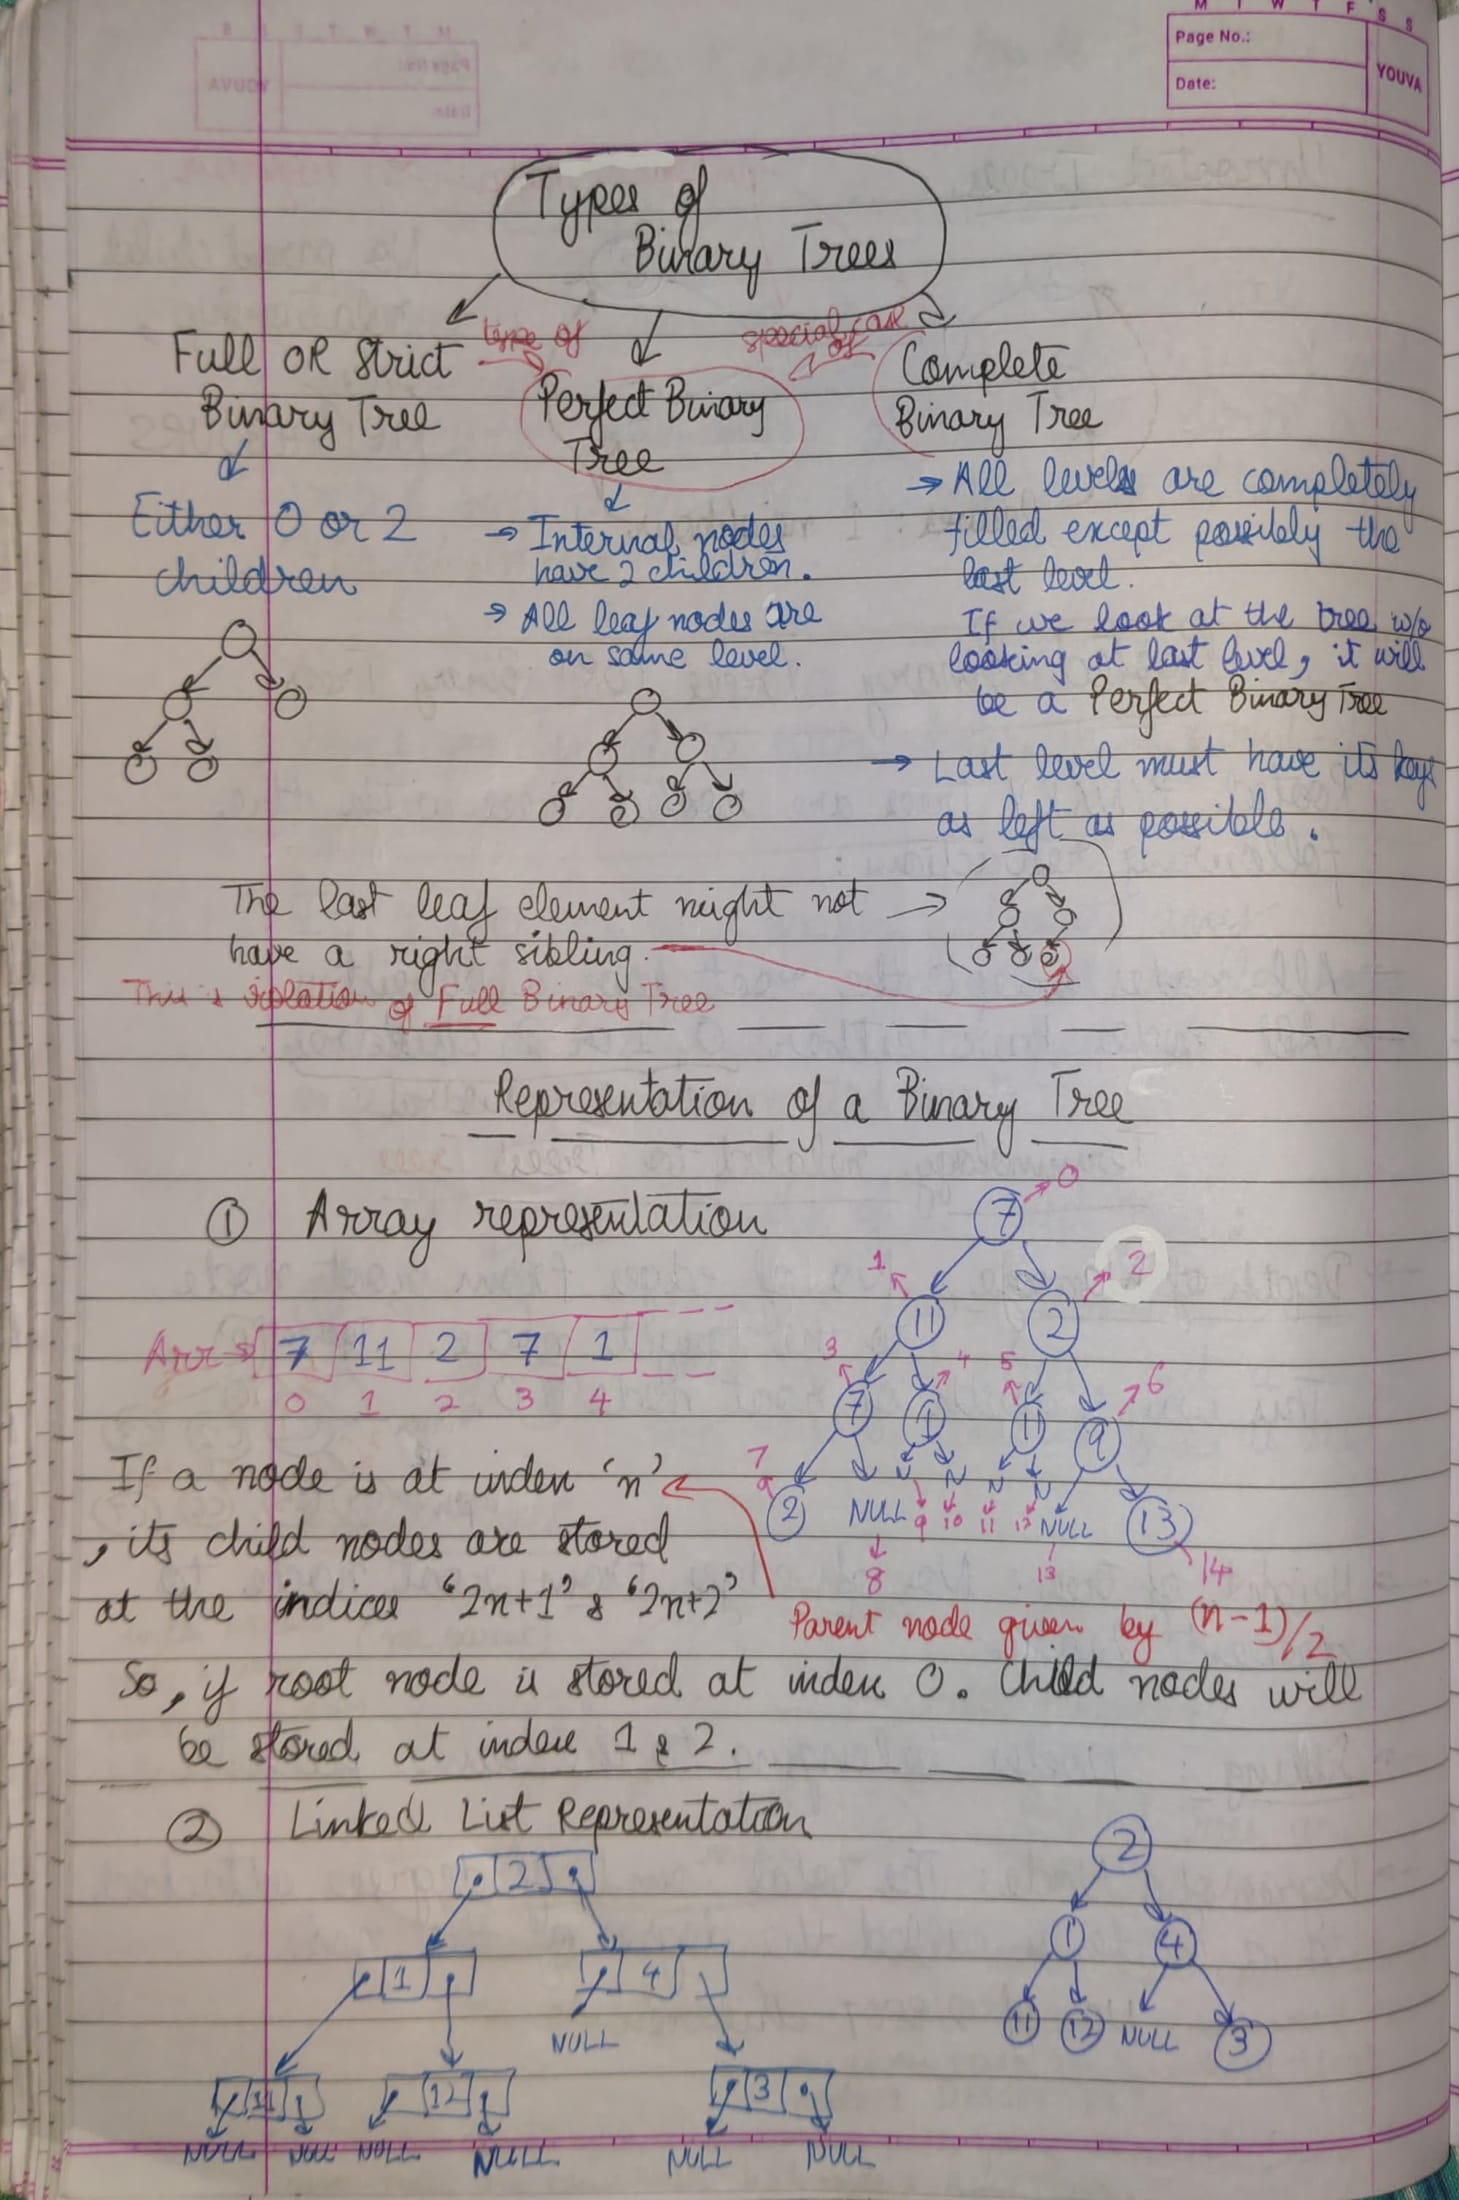 M T W T F S S
Page No.:
Date:
YOUVA
Types of
Binary Trees
type of
special case
of
Full OR Strict
Binary Tree
Perfect Binary
Tree
Complete
Binary Tree
Either 0 or 2
children
→ Internal nodes
have 2 children.
→ All leaf nodes are
on same level.
→ All levels are completely
filled except possibly the
last level.
If we look at the tree w/o
looking at last level, it will
be a Perfect Binary Tree
→ Last level must have its keys
as left as possible.
The last leaf element might not →
have a right sibling.
This is violation of Full Binary Tree
Representation of a Binary Tree
① Array representation
Arr → 7 11 2 7 1
0 1 2 3 4
7 → 0
1 2
11 2
3 4 5 6
7 1 11 9
7
2 NULL N N N N NULL 13
9 10 11 12
8 13 14
If a node is at index 'n'
, its child nodes are stored
at the indices '2n+1' & '2n+2'
Parent node given by (n-1)/2
So, if root node is stored at index 0. Child nodes will
be stored at index 1 & 2.
② Linked List Representation
2
1 4
NULL
11 12 3
NULL NULL NULL NULL NULL NULL
2
1 4
11 12 NULL 3